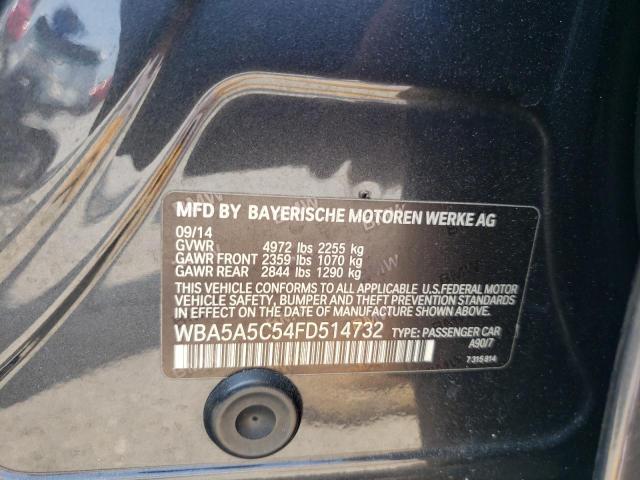 MFD BY BAYERISCHE MOTOREN WERKE AG
09/14
GVWR 4972 lbs 2255 kg
GAWR FRONT 2359 lbs 1070 kg
GAWR REAR 2844 lbs 1290 kg
THIS VEHICLE CONFORMS TO ALL APPLICABLE U.S. FEDERAL MOTOR
VEHICLE SAFETY, BUMPER, AND THEFT PREVENTION STANDARDS
IN EFFECT ON THE DATE OF MANUFACTURE SHOWN ABOVE.
WBA5A5C54FD514732 TYPE: PASSENGER CAR
A90/7
7 315 814